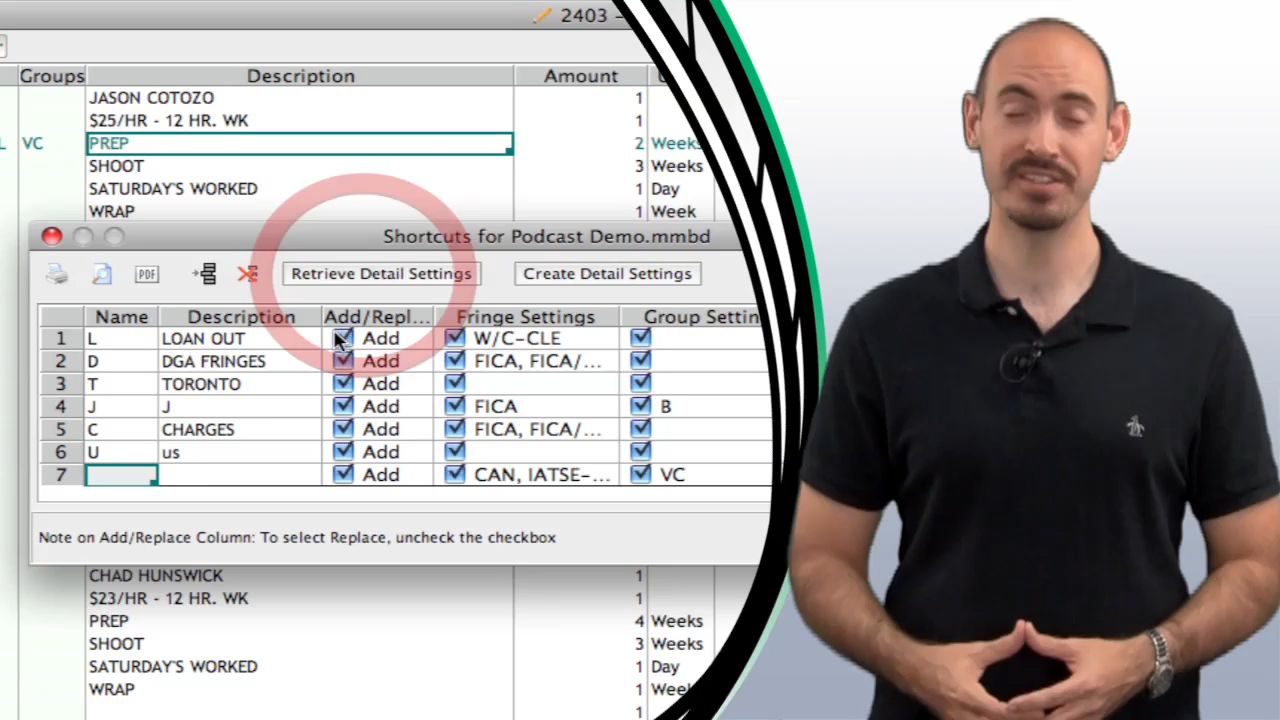 2403 -
Groups Description Amount
JASON COTOZO 1
$25/HR - 12 HR. WK 1
L VC PREP 2 Weeks
SHOOT 3 Weeks
SATURDAY'S WORKED 1 Day
WRAP 1 Week
Shortcuts for Podcast Demo.mmbd
PDF Retrieve Detail Settings Create Detail Settings
Name Description Add/Repl... Fringe Settings Group Settin
1 L LOAN OUT Add W/C-CLE
2 D DGA FRINGES Add FICA, FICA/...
3 T TORONTO Add
4 J J Add FICA B
5 C CHARGES Add FICA, FICA/...
6 U us Add
7 Add CAN, IATSE-... VC
Note on Add/Replace Column: To select Replace, uncheck the checkbox
CHAD HUNSWICK 1
$23/HR - 12 HR. WK 1
PREP 4 Weeks
SHOOT 3 Weeks
SATURDAY'S WORKED 1 Day
WRAP 1 Week
1